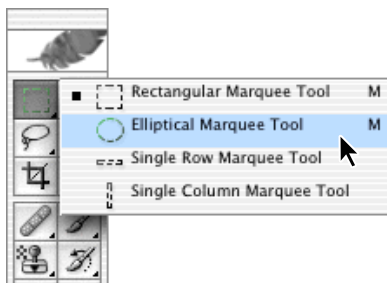 Rectangular Marquee Tool M
Elliptical Marquee Tool M
Single Row Marquee Tool
Single Column Marquee Tool